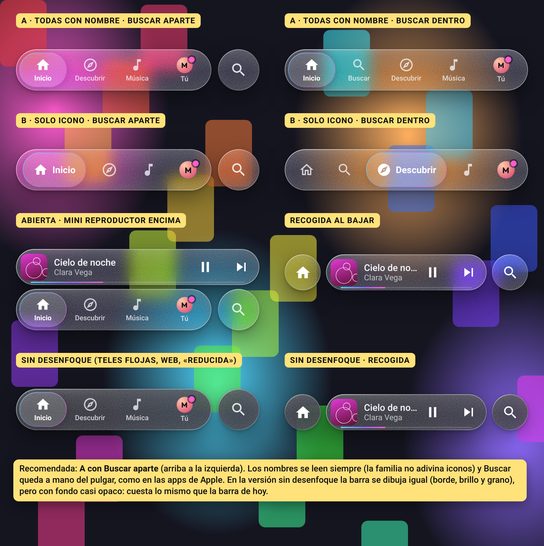 A · TODAS CON NOMBRE · BUSCAR APARTE
Inicio
Descubrir
Música
M
Tú
A · TODAS CON NOMBRE · BUSCAR DENTRO
Inicio
Buscar
Descubrir
Música
M
Tú
B · SOLO ICONO · BUSCAR APARTE
Inicio
M
B · SOLO ICONO · BUSCAR DENTRO
Descubrir
M
ABIERTA · MINI REPRODUCTOR ENCIMA
Cielo de noche
Clara Vega
Inicio
Descubrir
Música
M
Tú
RECOGIDA AL BAJAR
Cielo de no...
Clara Vega
SIN DESENFOQUE (TELES FLOJAS, WEB, «REDUCIDA»)
Inicio
Descubrir
Música
M
Tú
SIN DESENFOQUE · RECOGIDA
Cielo de no...
Clara Vega
Recomendada: A con Buscar aparte (arriba a la izquierda). Los nombres se leen siempre (la familia no adivina iconos) y Buscar
queda a mano del pulgar, como en las apps de Apple. En la versión sin desenfoque la barra se dibuja igual (borde, brillo y grano),
pero con fondo casi opaco: cuesta lo mismo que la barra de hoy.